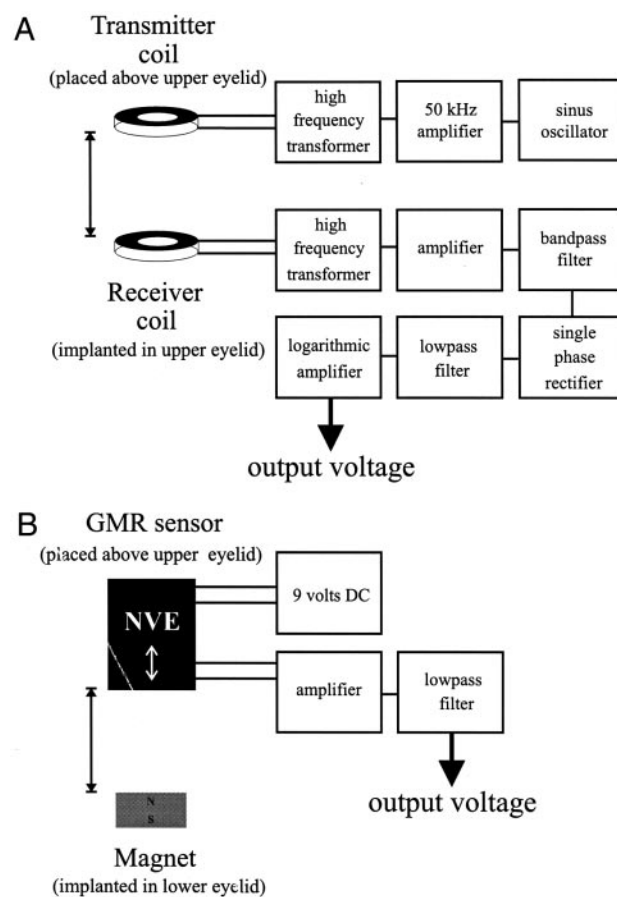 A
Transmitter
coil
(placed above upper eyelid)
high
frequency
transformer
50 kHz
amplifier
sinus
oscillator
high
frequency
transformer
amplifier
bandpass
filter
Receiver
coil
(implanted in upper eyelid)
logarithmic
amplifier
lowpass
filter
single
phase
rectifier
output voltage
B
GMR sensor
(placed above upper eyelid)
NVE
9 volts DC
amplifier
lowpass
filter
output voltage
N
S
Magnet
(implanted in lower eyelid)